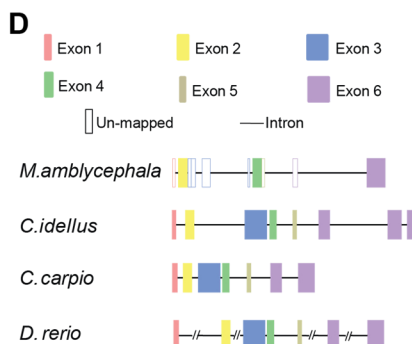 D
Exon 1 Exon 2 Exon 3
Exon 4 Exon 5 Exon 6
Un-mapped Intron
M.amblycephala
C.idellus
C.carpio
D. rerio